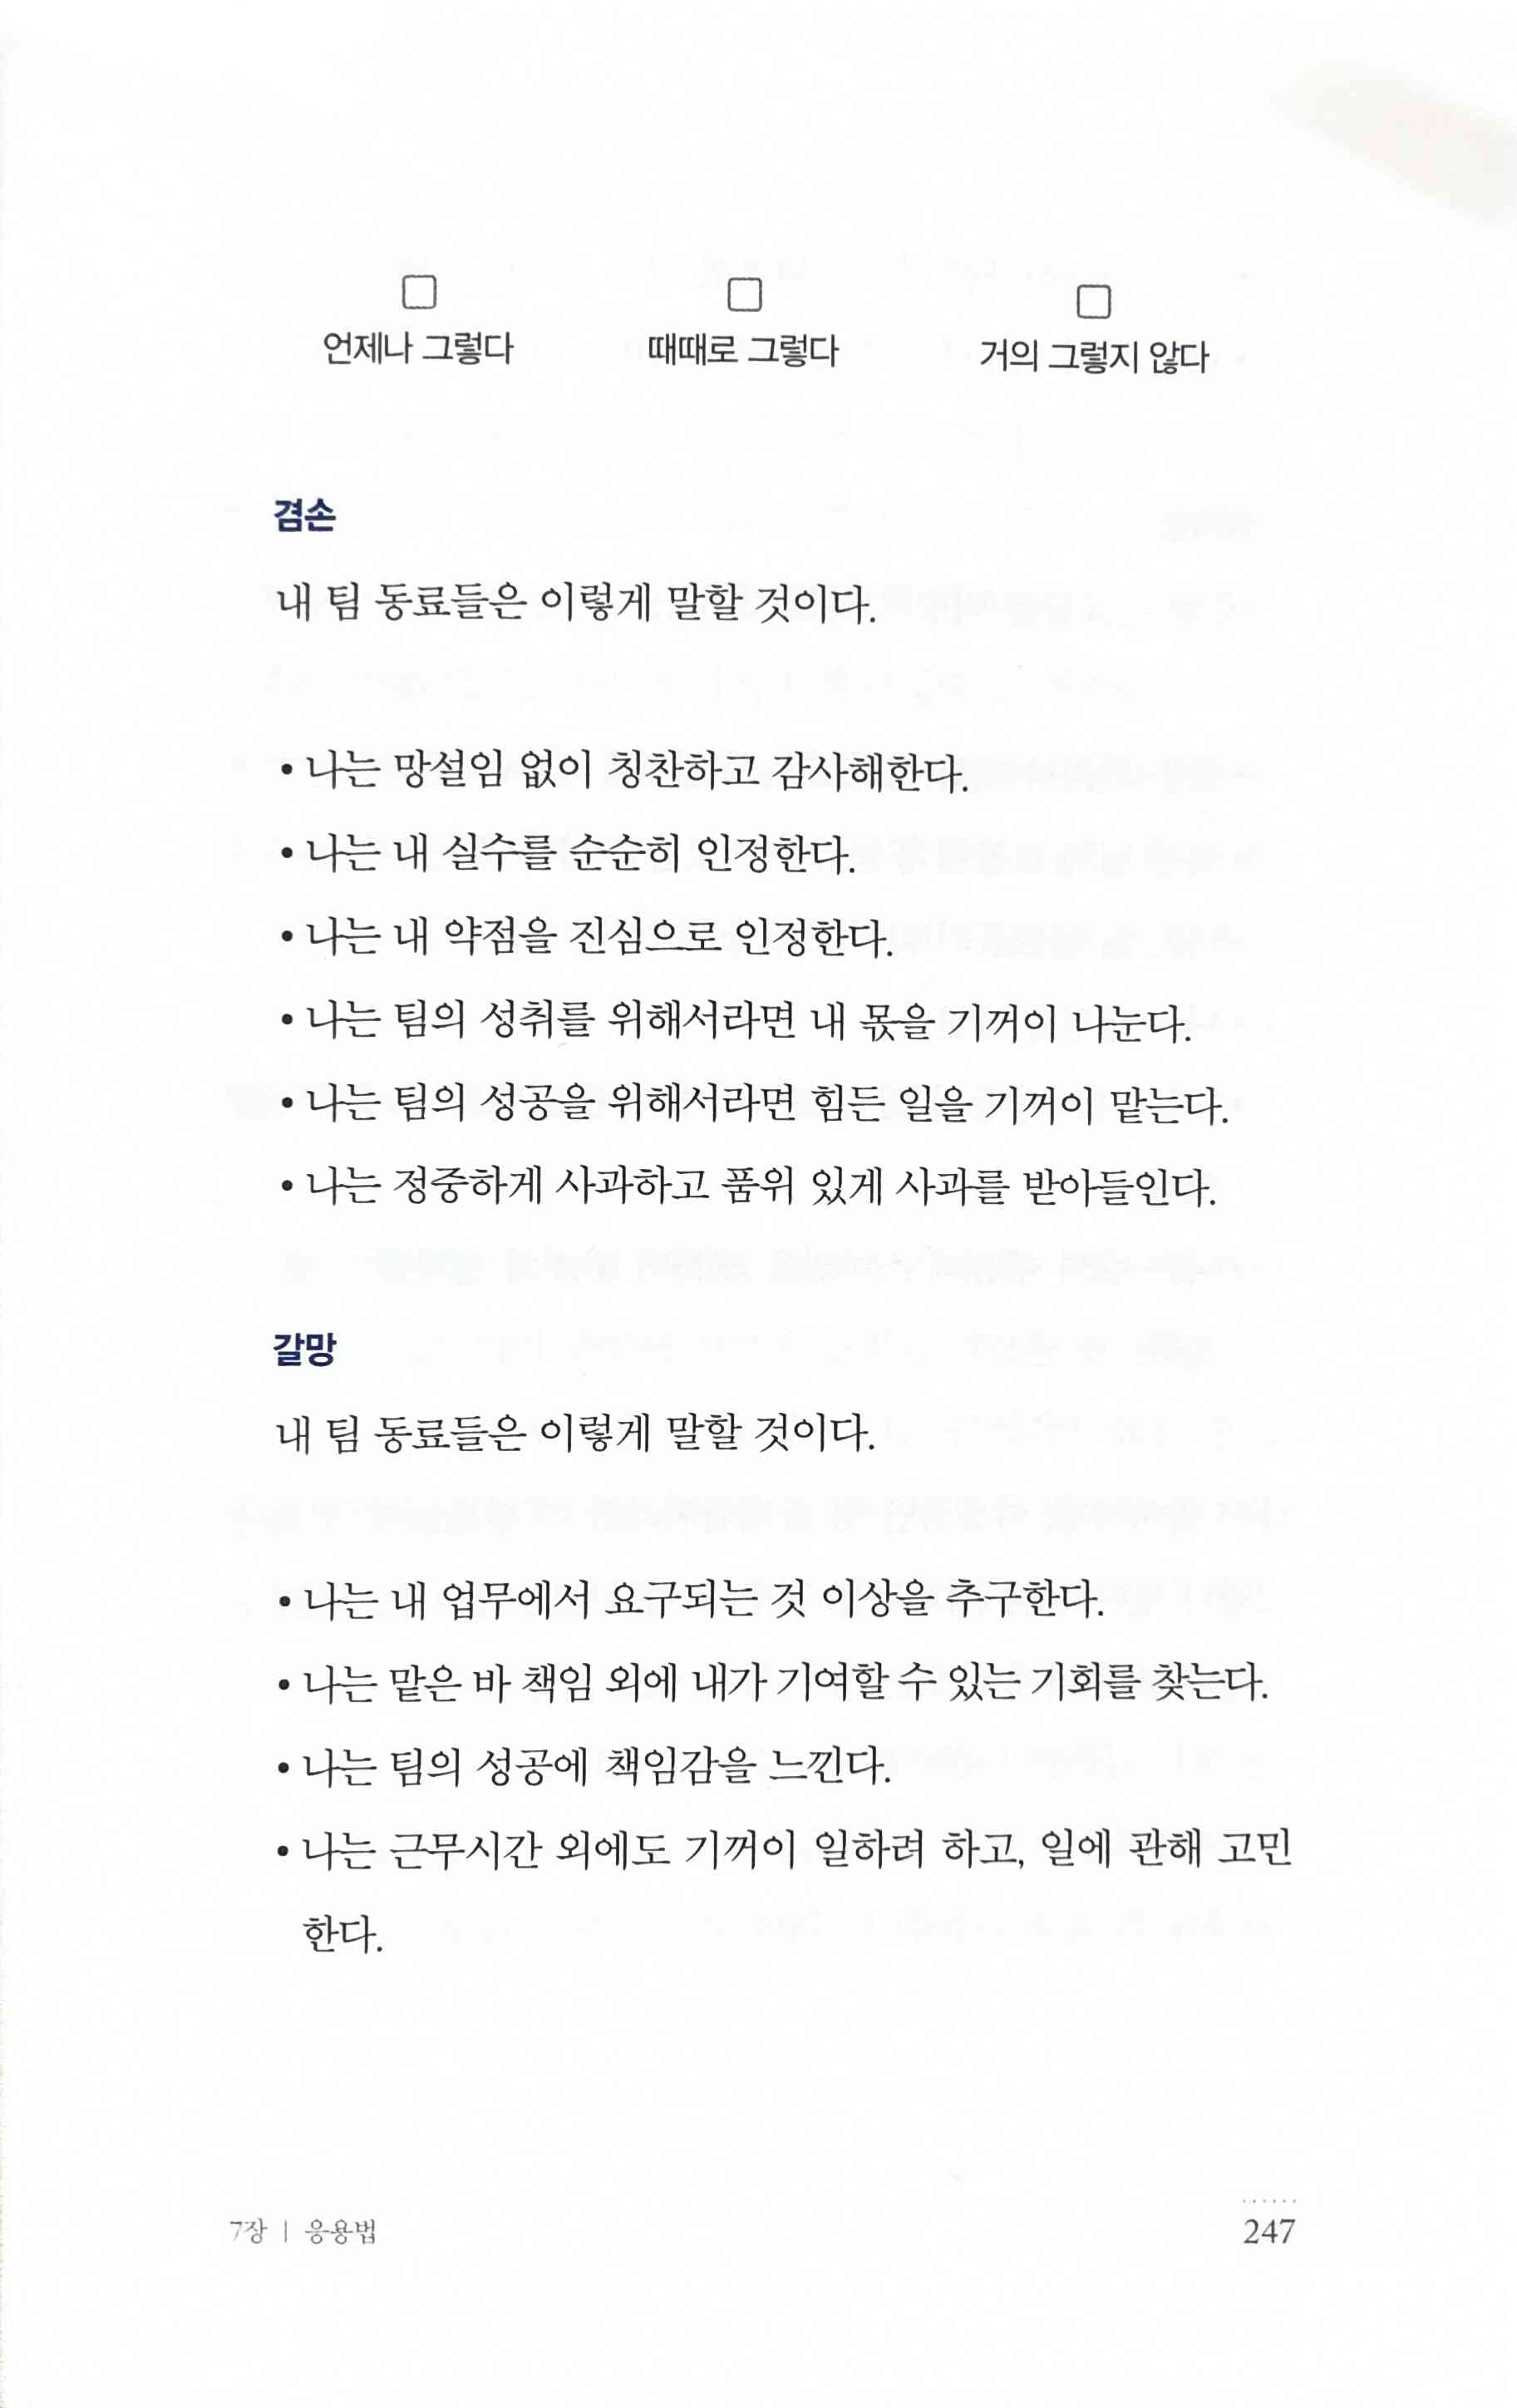 언제나 그렇다 때때로 그렇다 거의 그렇지 않다
겸손
내 팀 동료들은 이렇게 말할 것이다.
• 나는 망설임 없이 칭찬하고 감사해한다.
• 나는 내 실수를 순순히 인정한다.
• 나는 내 약점을 진심으로 인정한다.
• 나는 팀의 성취를 위해서라면 내 몫을 기꺼이 나눈다.
• 나는 팀의 성공을 위해서라면 힘든 일을 기꺼이 맡는다.
• 나는 정중하게 사과하고 품위 있게 사과를 받아들인다.
갈망
내 팀 동료들은 이렇게 말할 것이다.
• 나는 내 업무에서 요구되는 것 이상을 추구한다.
• 나는 맡은 바 책임 외에 내가 기여할 수 있는 기회를 찾는다.
• 나는 팀의 성공에 책임감을 느낀다.
• 나는 근무시간 외에도 기꺼이 일하려 하고, 일에 관해 고민
한다.
7장 | 응용법 247